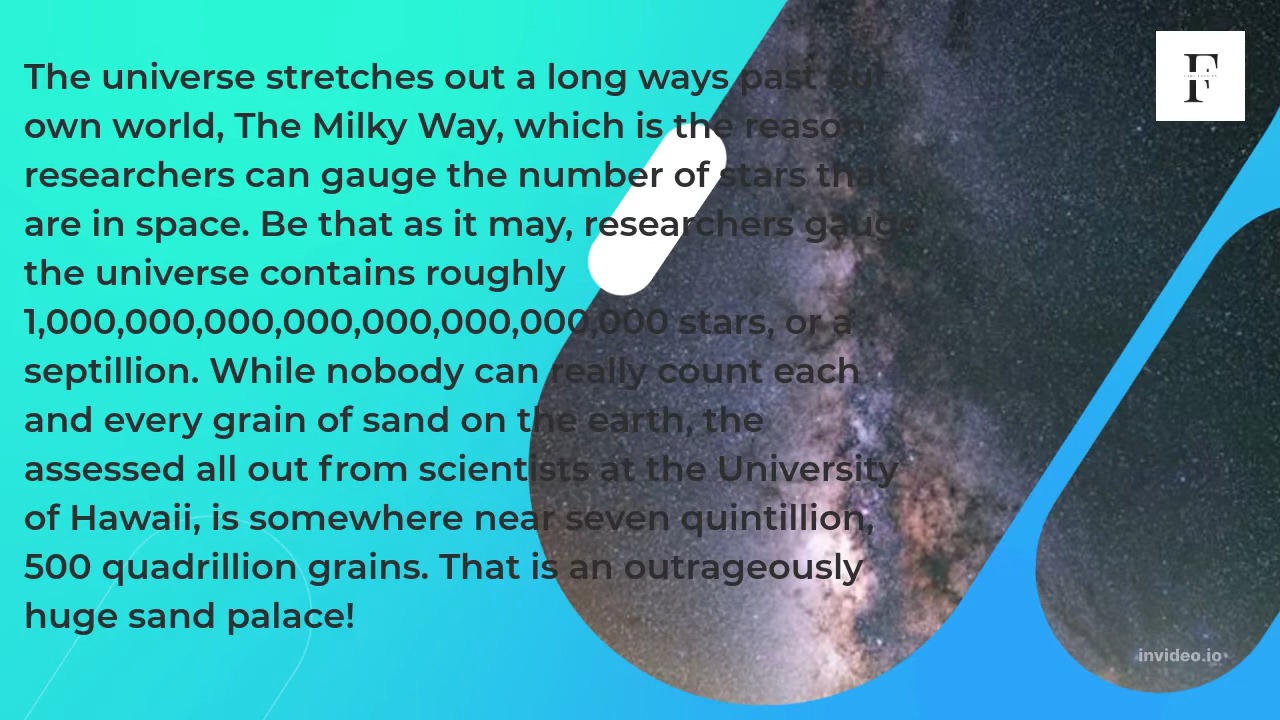 The universe stretches out a long ways past our
own world, The Milky Way, which is the reason
researchers can gauge the number of stars that
are in space. Be that as it may, researchers gauge
the universe contains roughly
1,000,000,000,000,000,000,000,000 stars, or a
septillion. While nobody can really count each
and every grain of sand on the earth, the
assessed all out from scientists at the University
of Hawaii, is somewhere near seven quintillion,
500 quadrillion grains. That is an outrageously
huge sand palace!
F
invideo.io